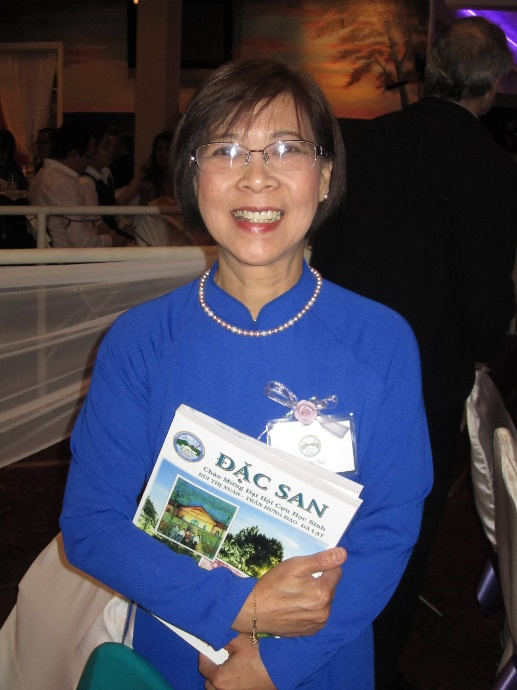 ĐẶC SAN
Chào Mừng Đại Hội Cựu Học Sinh
BÙI THỊ XUÂN - TRẦN HƯNG ĐẠO ĐÀ LẠT